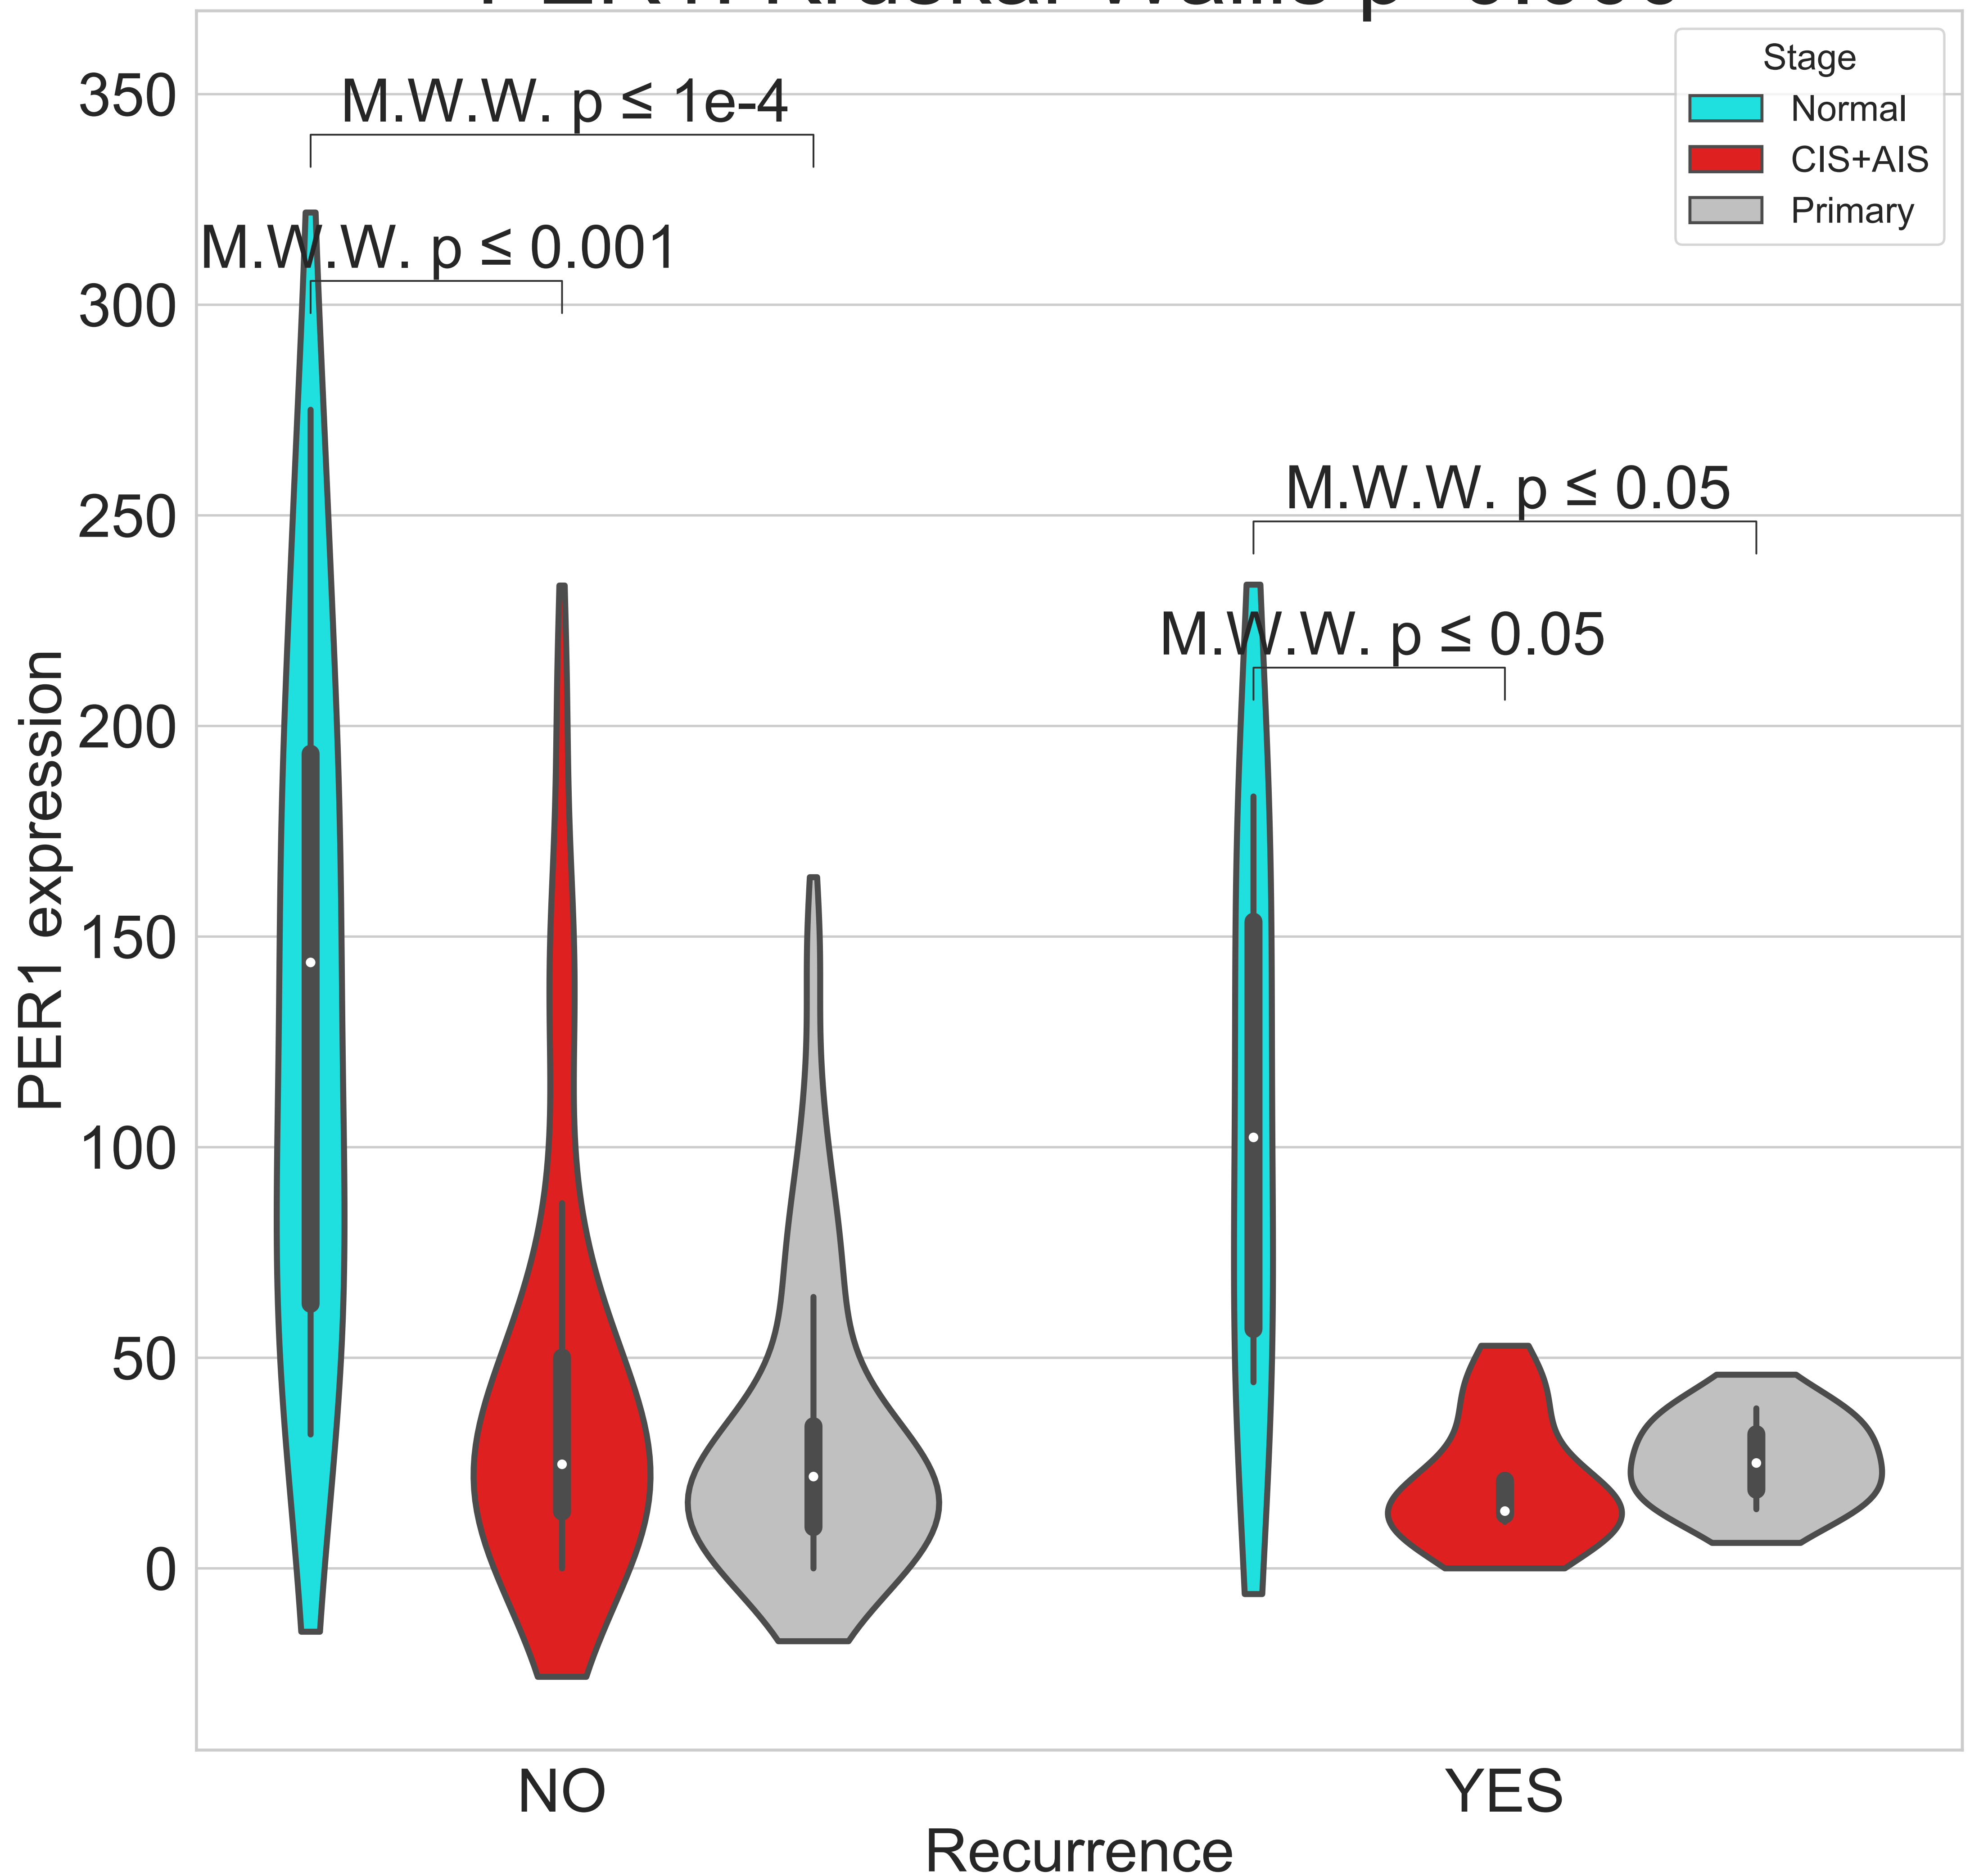 Stage
Normal
CIS+AIS
Primary
M.W.W. p ≤ 1e-4
M.W.W. p ≤ 0.001
M.W.W. p ≤ 0.05
M.W.W. p ≤ 0.05
350
300
250
200
150
100
50
0
PER1 expression
NO
YES
Recurrence